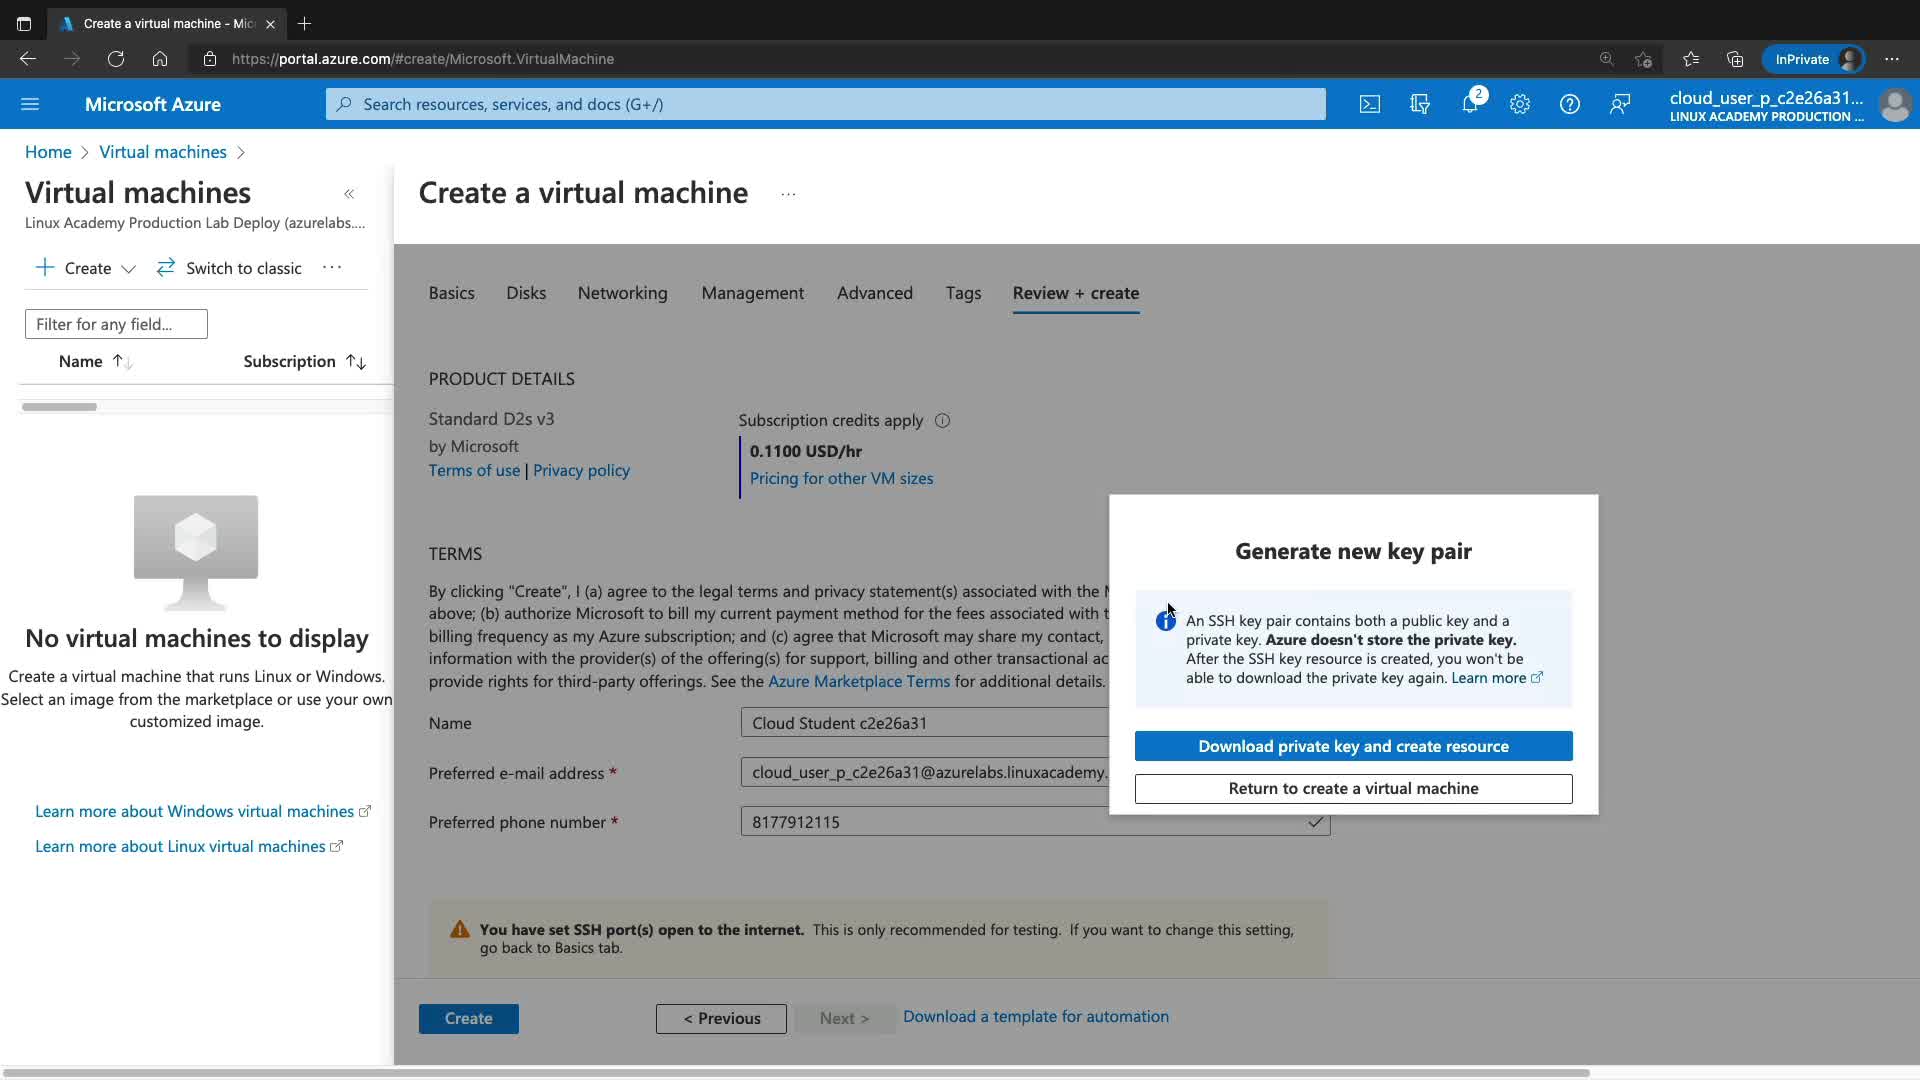 Create a virtual machine - Mic
https://portal.azure.com/#create/Microsoft.VirtualMachine
InPrivate
Microsoft Azure
Search resources, services, and docs (G+/)
2
cloud_user_p_c2e26a31...
LINUX ACADEMY PRODUCTION ...
Home > Virtual machines >
Virtual machines
Linux Academy Production Lab Deploy (azurelabs....
Create
Switch to classic
...
Filter for any field...
Name
Subscription
No virtual machines to display
Create a virtual machine that runs Linux or Windows.
Select an image from the marketplace or use your own
customized image.
Learn more about Windows virtual machines
Learn more about Linux virtual machines
Create a virtual machine
...
Basics
Disks
Networking
Management
Advanced
Tags
Review + create
PRODUCT DETAILS
Standard D2s v3
by Microsoft
Terms of use | Privacy policy
Subscription credits apply
0.1100 USD/hr
Pricing for other VM sizes
TERMS
By clicking "Create", I (a) agree to the legal terms and privacy statement(s) associated with the
above; (b) authorize Microsoft to bill my current payment method for the fees associated with
billing frequency as my Azure subscription; and (c) agree that Microsoft may share my contact,
information with the provider(s) of the offering(s) for support, billing and other transactional
provide rights for third-party offerings. See the Azure Marketplace Terms for additional details.
Name
Cloud Student c2e26a31
Preferred e-mail address *
cloud_user_p_c2e26a31@azurelabs.linuxacademy.
Preferred phone number *
8177912115
You have set SSH port(s) open to the internet. This is only recommended for testing. If you want to change this setting,
go back to Basics tab.
Create
< Previous
Next >
Download a template for automation
Generate new key pair
An SSH key pair contains both a public key and a
private key. Azure doesn't store the private key.
After the SSH key resource is created, you won't be
able to download the private key again. Learn more
Download private key and create resource
Return to create a virtual machine